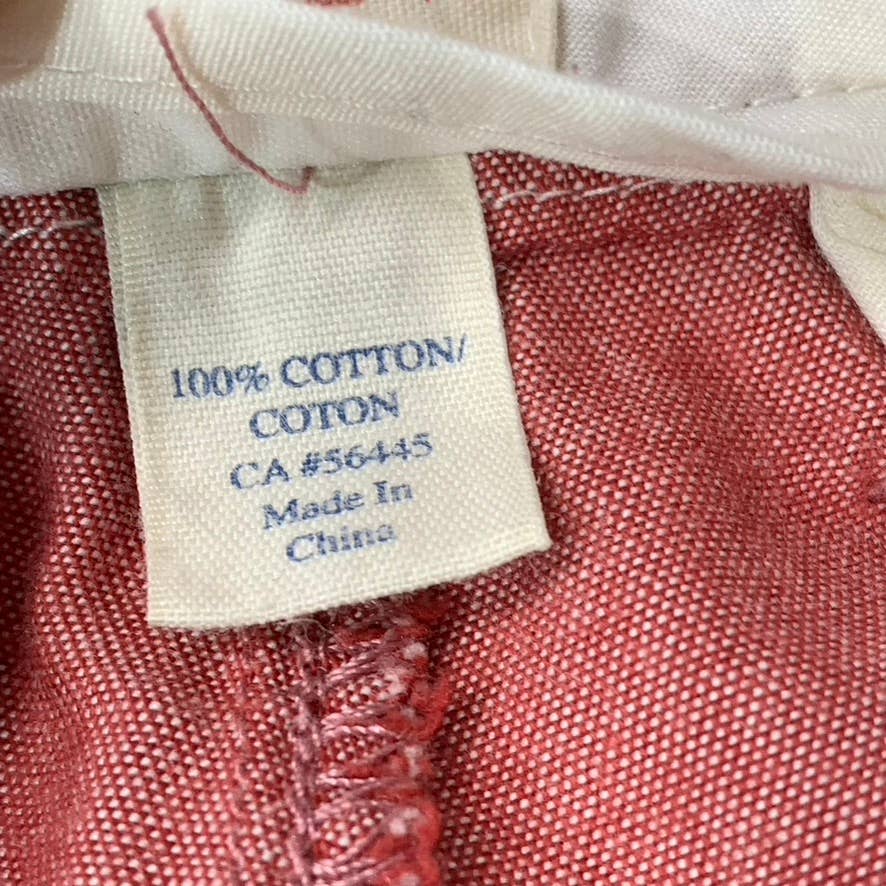 100% COTTON/
COTON
CA #56445
Made In
China